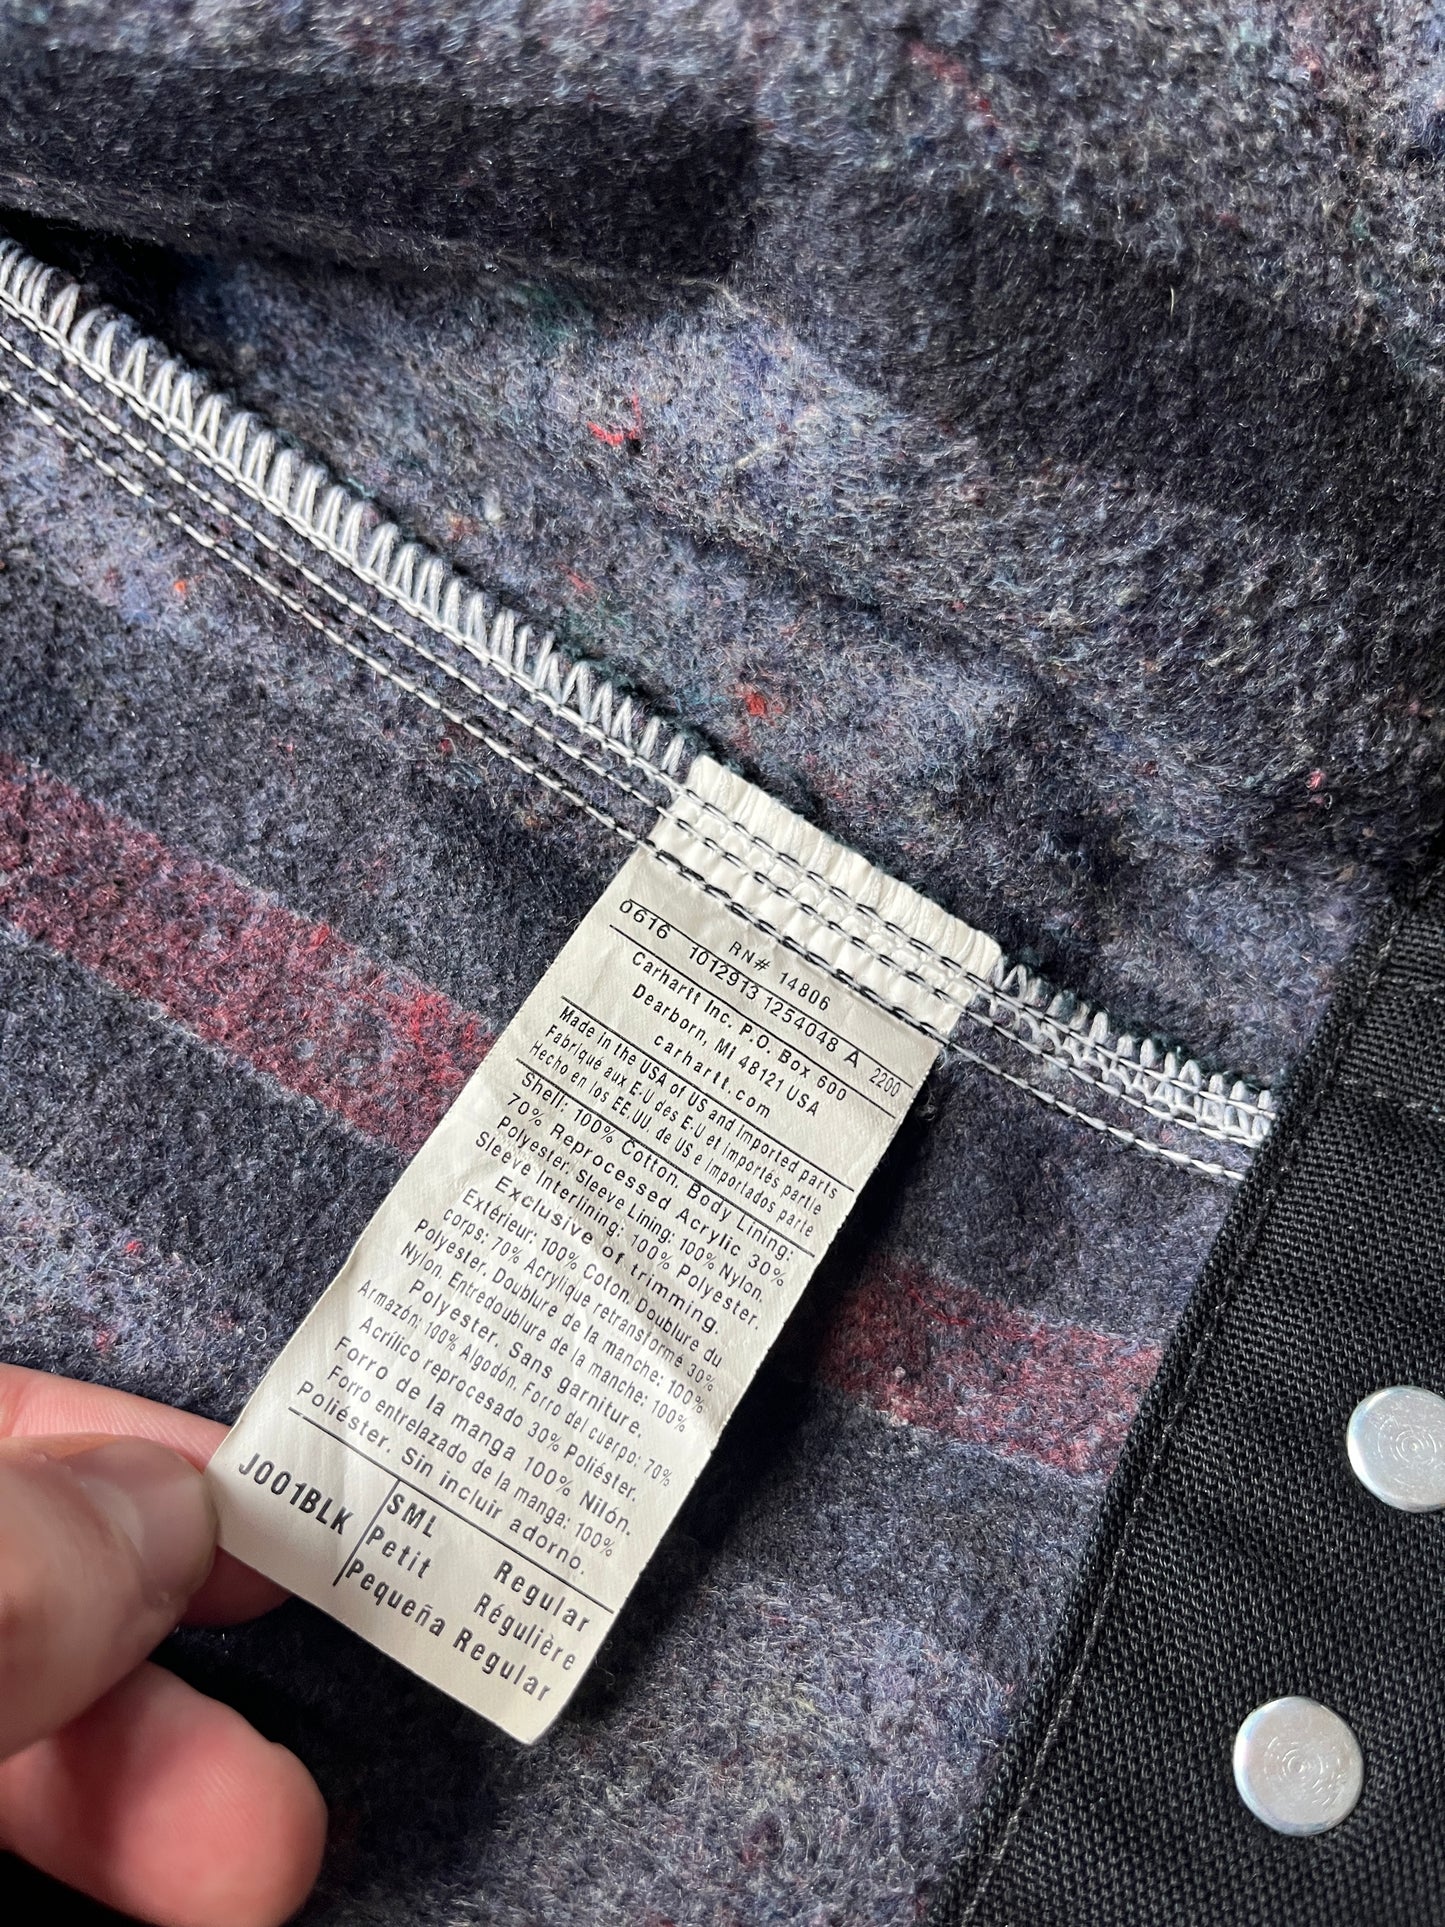 RN# 14806
0616 1012913 1254048 A 2200
Carhartt Inc. P.O. Box 600
Dearborn, MI 48121 USA
carhartt.com
Made in the USA of US and imported parts
Fabriqué aux E-U des E-U et importés partie
Hecho en los EE.UU. de US e importados parte
Shell: 100% Cotton. Body Lining:
70% Reprocessed Acrylic 30%
Polyester. Sleeve Lining: 100% Nylon.
Sleeve Interlining: 100% Polyester.
Exclusive of trimming.
Extérieur: 100% Coton. Doublure du
corps: 70% Acrylique retransformé 30%
Polyester. Doublure de la manche: 100%
Nylon. Entredoublure de la manche: 100%
Polyester. Sans garniture.
Armazón: 100% Algodón. Forro del cuerpo: 70%
Acrílico reprocesado 30% Poliéster.
Forro de la manga 100% Nilón.
Forro entrelazado de la manga: 100%
Poliéster. Sin incluir adorno.
J001BLK
SML Regular
Petit Régulière
Pequeña Regular